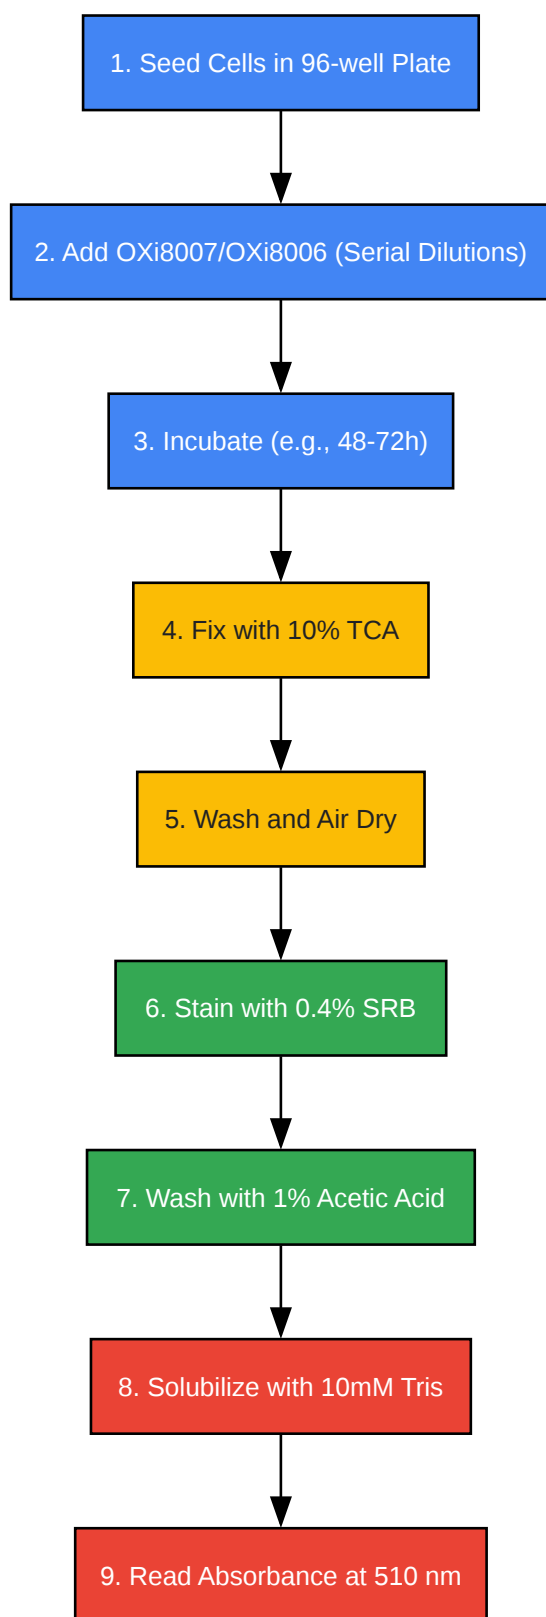 1. Seed Cells in 96-well Plate
2. Add OXi8007/OXi8006 (Serial Dilutions)
3. Incubate (e.g., 48-72h)
4. Fix with 10% TCA
5. Wash and Air Dry
6. Stain with 0.4% SRB
7. Wash with 1% Acetic Acid
8. Solubilize with 10mM Tris
9. Read Absorbance at 510 nm